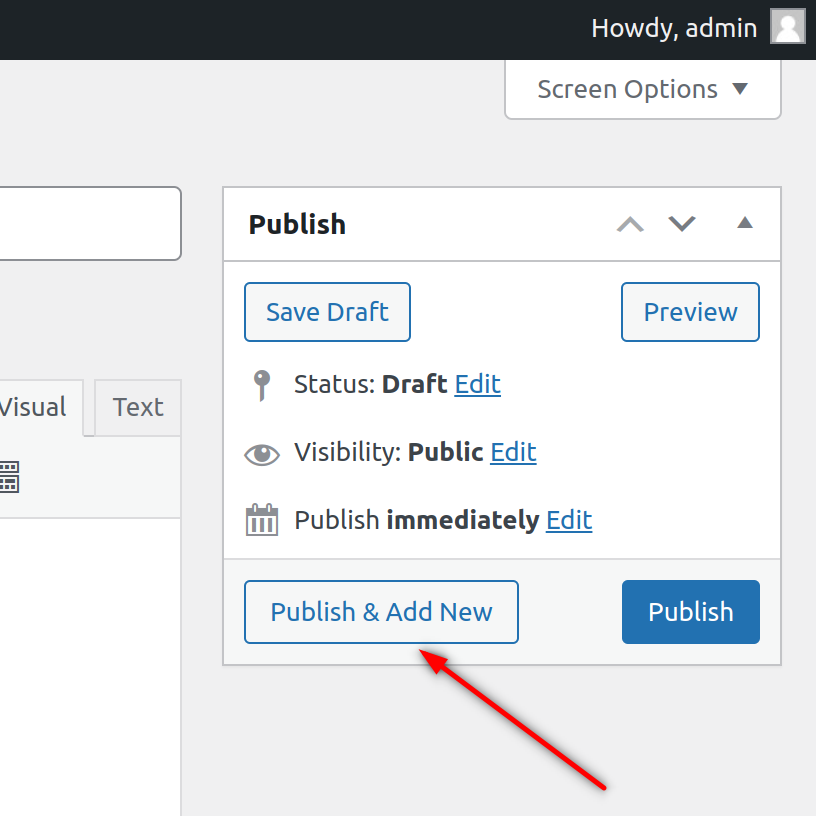 Howdy, admin
Screen Options
Publish
Save Draft Preview
Status: Draft Edit
Visual Text
Visibility: Public Edit
Publish immediately Edit
Publish & Add New Publish